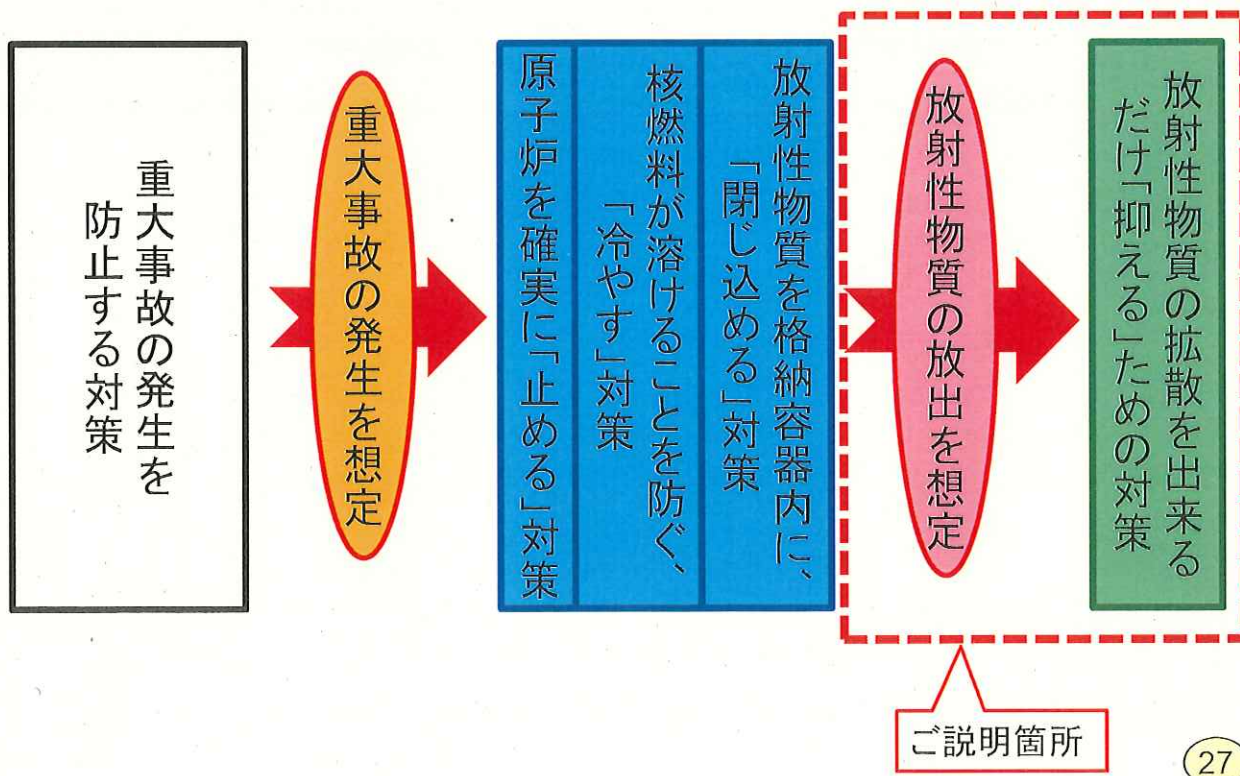 重大事故の発生を
防止する対策
重大事故の発生を想定
原子炉を確実に「止める」対策
核燃料が溶けることを防ぐ、
「冷やす」対策
放射性物質を格納容器内に、
「閉じ込める」対策
放射性物質の放出を想定
放射性物質の拡散を出来る
だけ「抑える」ための対策
ご説明箇所
27